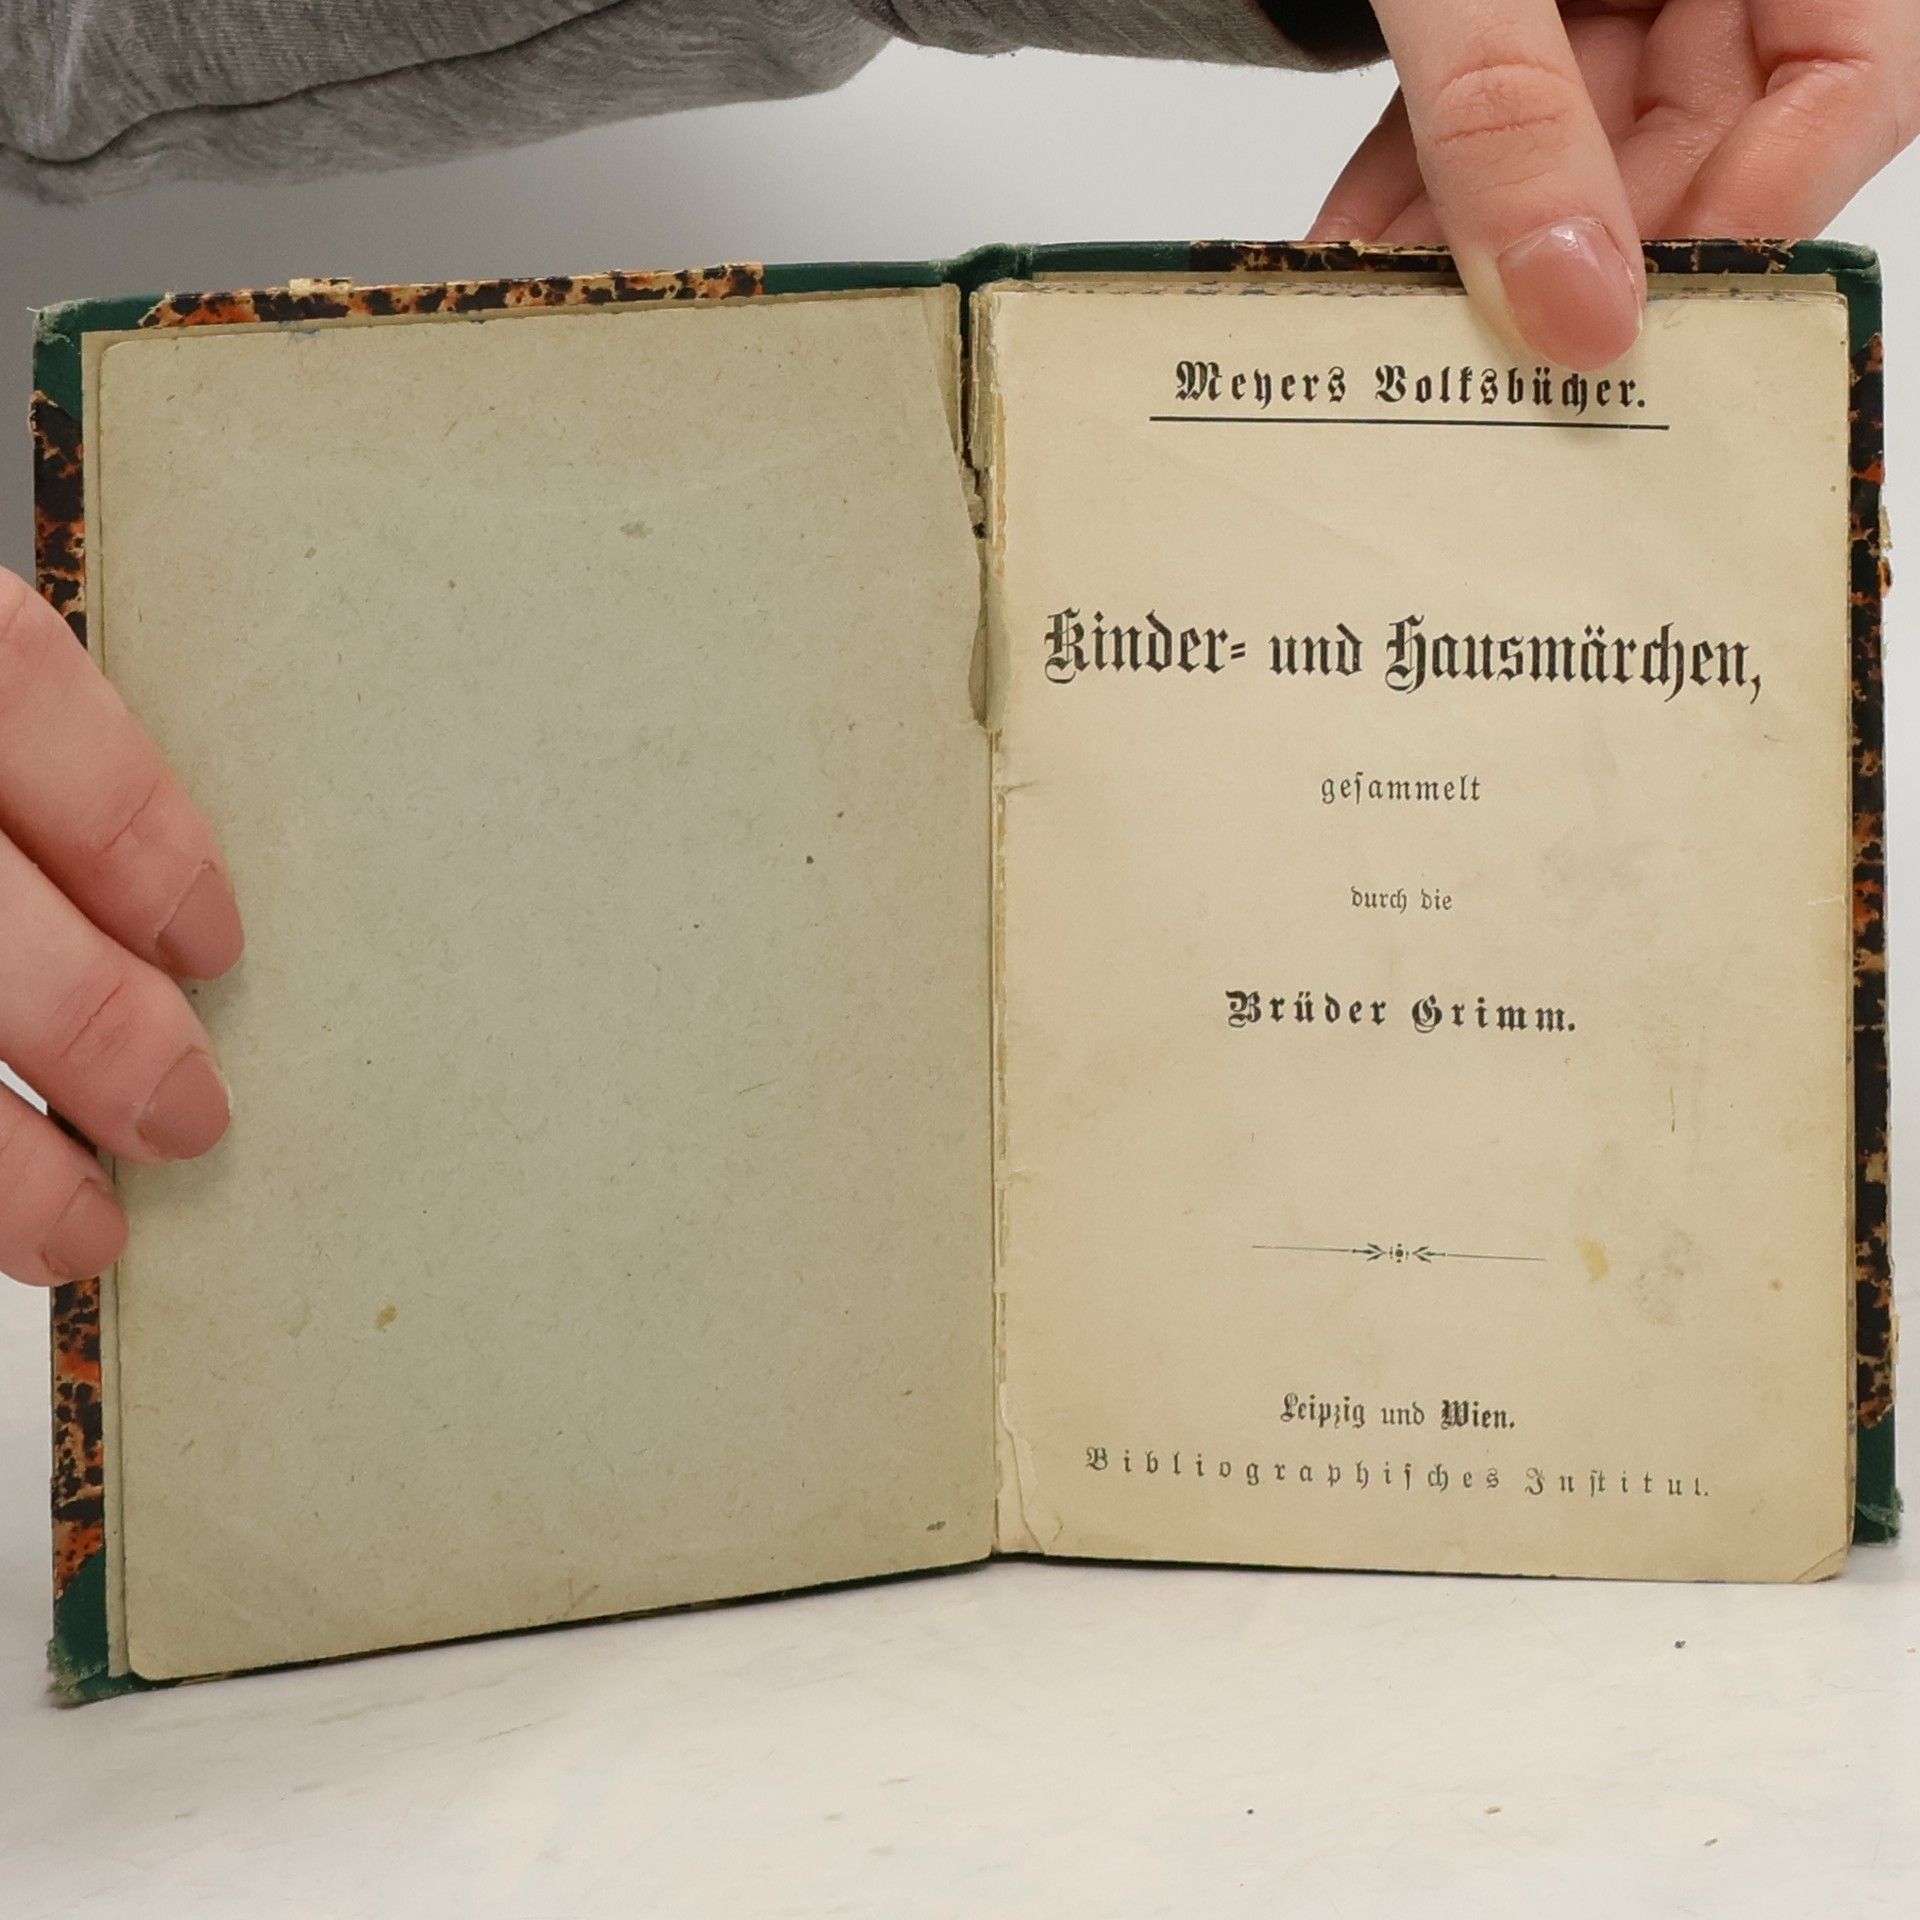 Meyers Volksbücher.
Kinder- und Hausmärchen,
geſammelt
durch die
Brüder Grimm.
Leipzig und Wien.
Bibliographiſches Inſtitut.